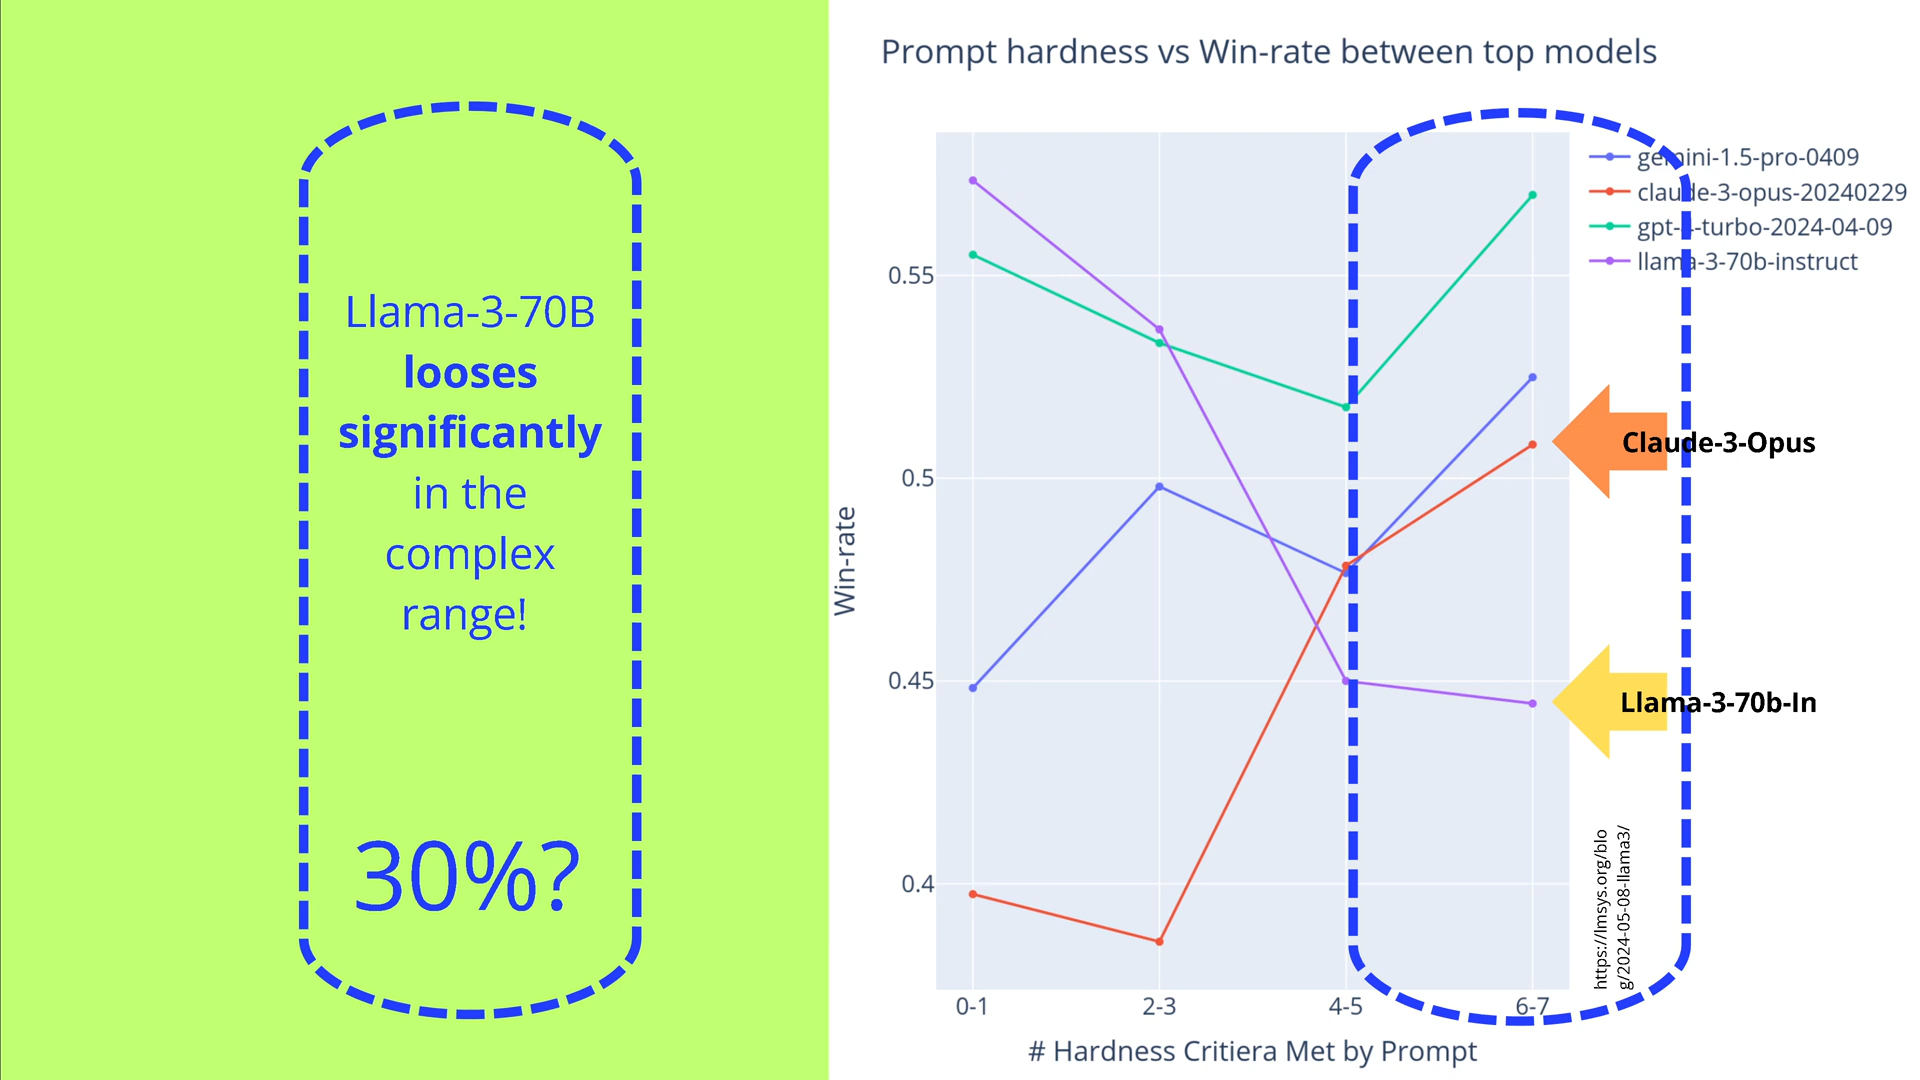 Llama-3-70B
looses
significantly
in the
complex
range!
30%?
Prompt hardness vs Win-rate between top models
gemini-1.5-pro-0409
claude-3-opus-20240229
gpt-4-turbo-2024-04-09
llama-3-70b-instruct
0.55
0.5
0.45
0.4
Win-rate
Claude-3-Opus
Llama-3-70b-In
https://lmsys.org/blo
g/2024-05-08-llama3/
0-1
2-3
4-5
6-7
# Hardness Critiera Met by Prompt